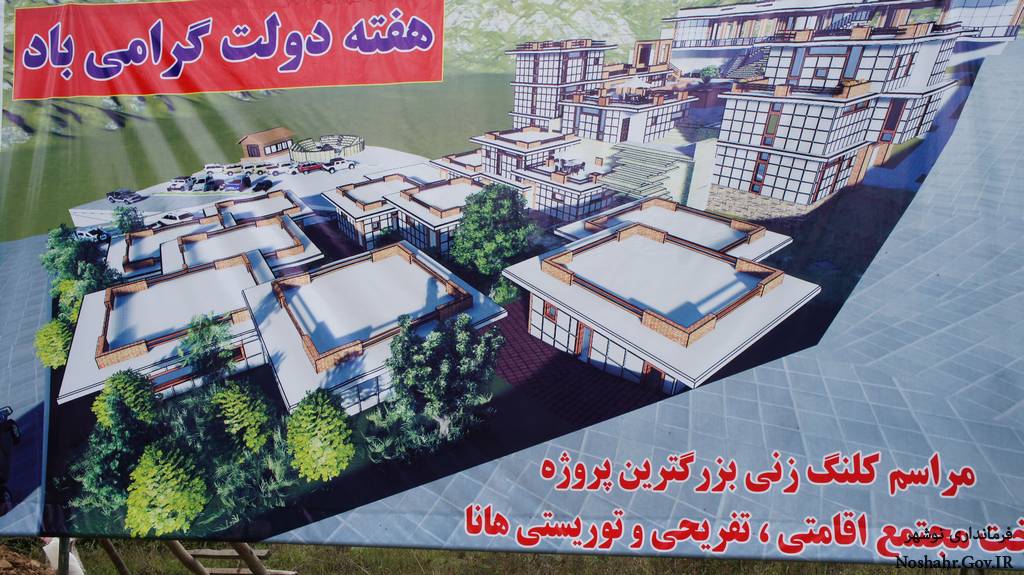 هفته دولت گرامی باد
مراسم کلنگ زنی بزرگترین پروژه
مجتمع اقامتی ، تفریحی و توریستی هانا
فرمانداری نوشهر
Noshahr.Gov.IR